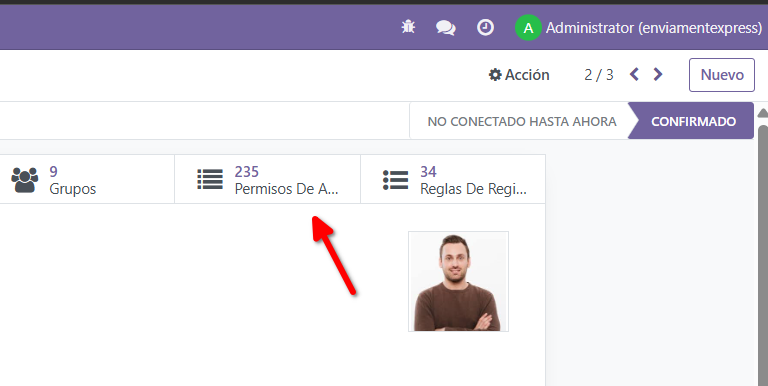 A Administrator (enviamentexpress)
Acción 2 / 3 Nuevo
NO CONECTADO HASTA AHORA CONFIRMADO
9
Grupos
235
Permisos De A...
34
Reglas De Regi...